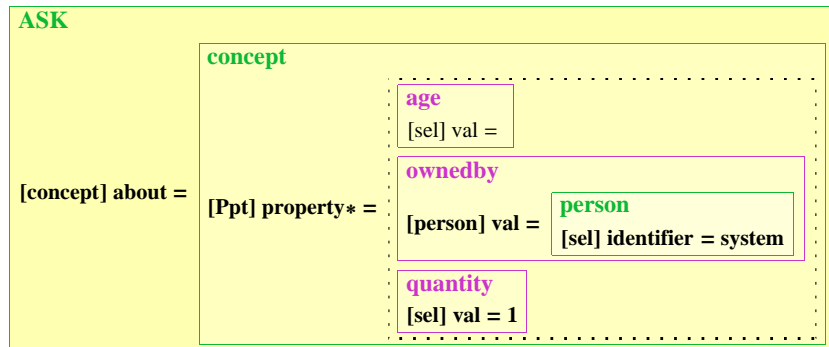 ASK
concept
age
[sel] val =
ownedby
[concept] about =
[Ppt] property* =
[person] val =
person
[sel] identifier = system
quantity
[sel] val = 1